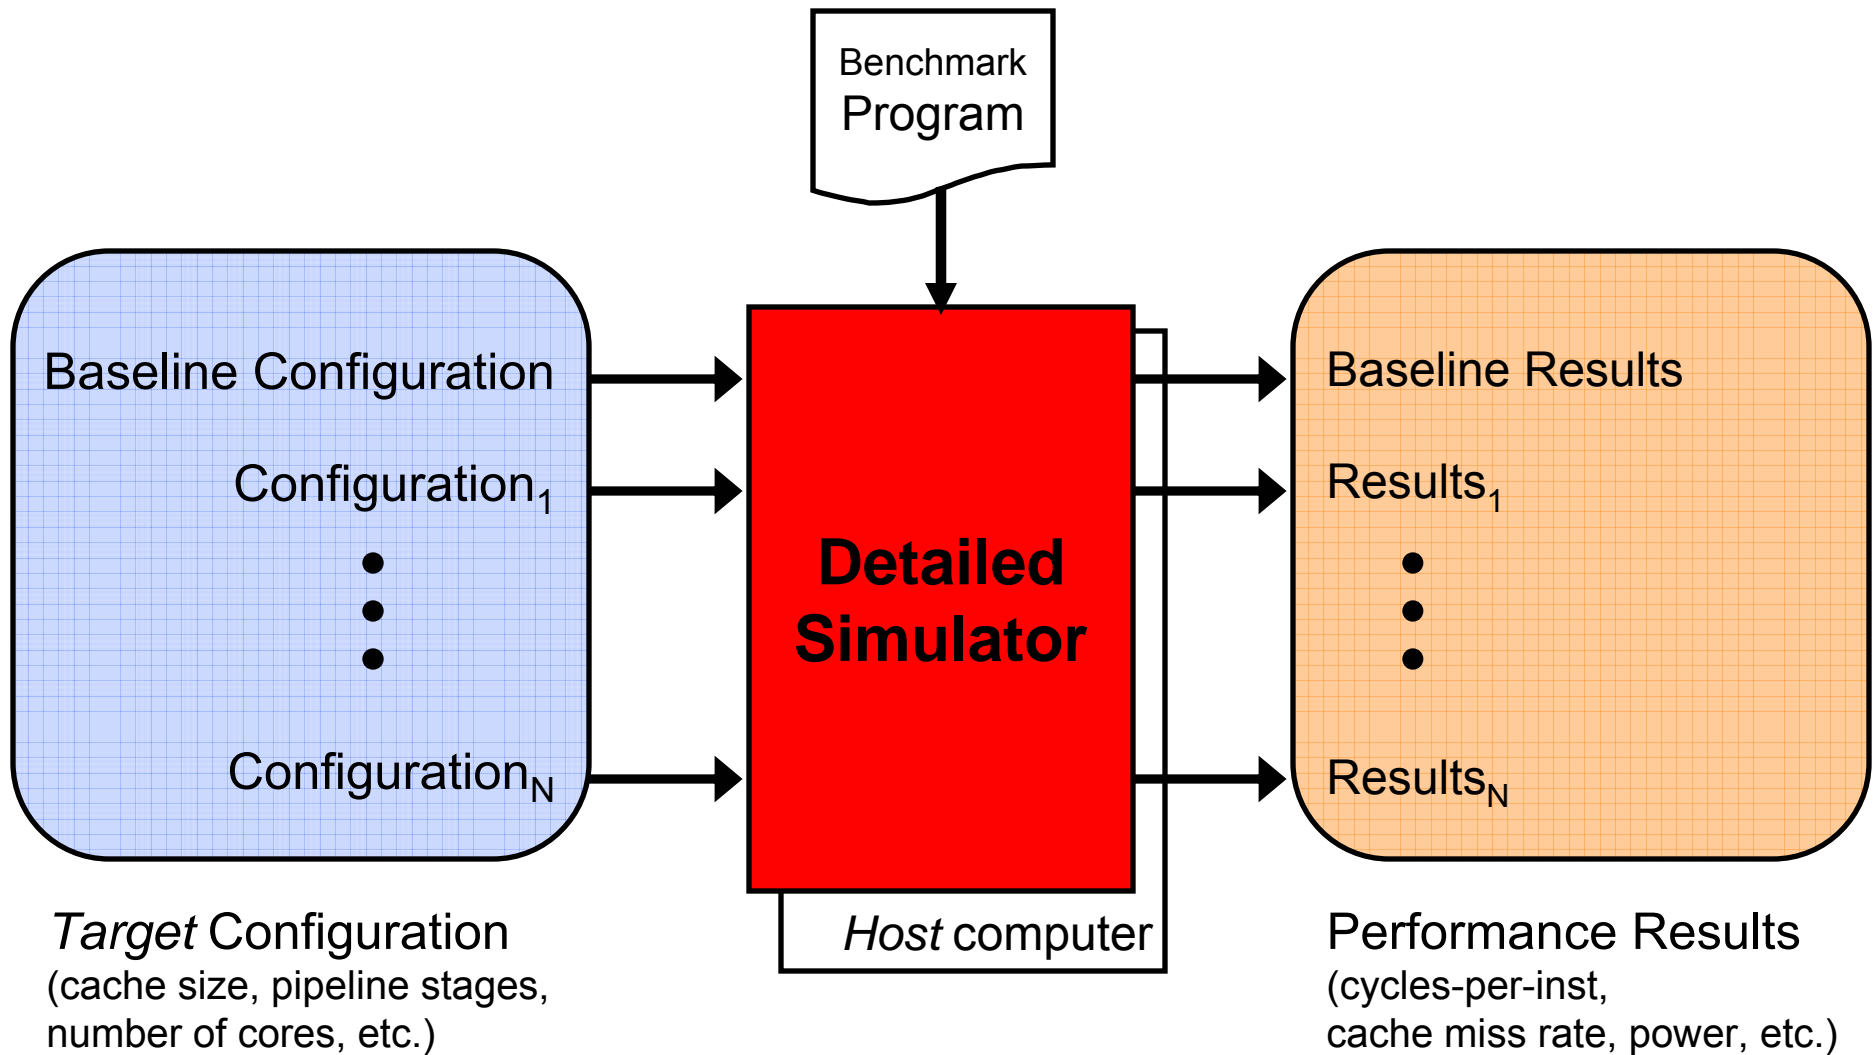 Benchmark
Program
Baseline Configuration
Configuration₁
Configurationₙ
Detailed
Simulator
Host computer
Baseline Results
Results₁
Resultsₙ
Target Configuration
(cache size, pipeline stages,
number of cores, etc.)
Performance Results
(cycles-per-inst,
cache miss rate, power, etc.)